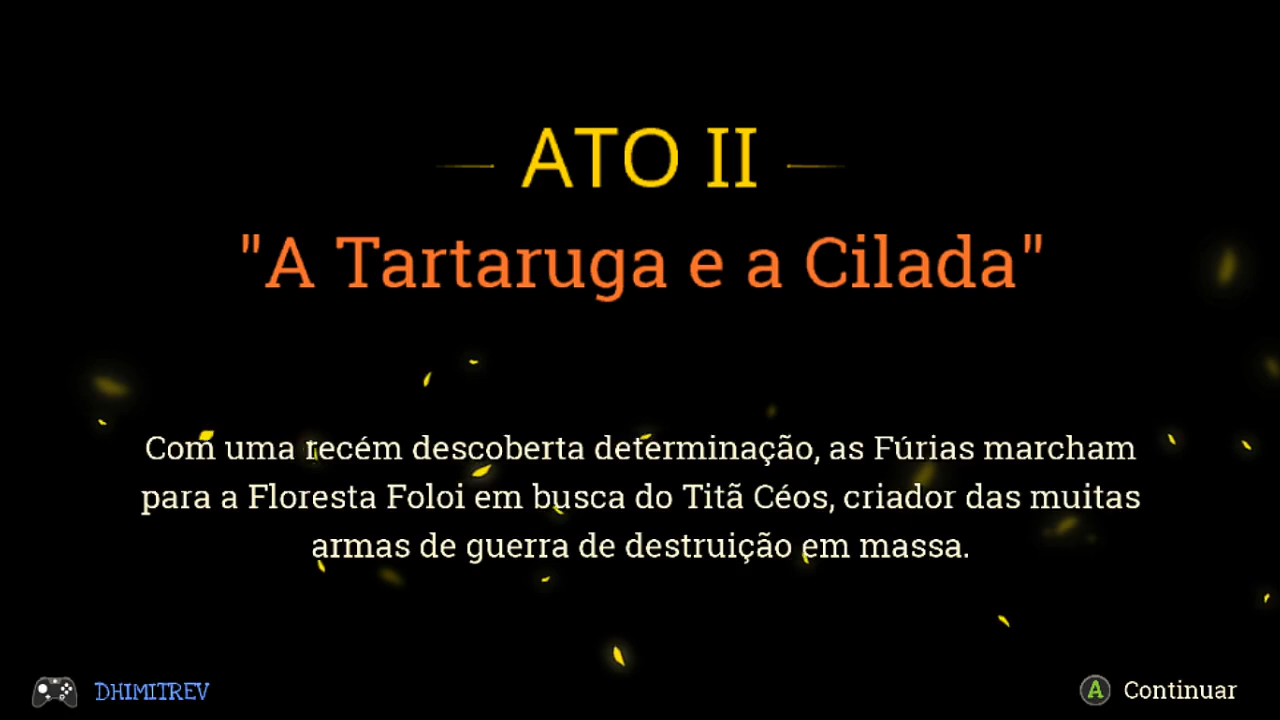 ATO II
"A Tartaruga e a Cilada"
Com uma recém descoberta determinação, as Fúrias marcham
para a Floresta Foloi em busca do Titã Céos, criador das muitas
armas de guerra de destruição em massa.
DHIMITREV
A Continuar